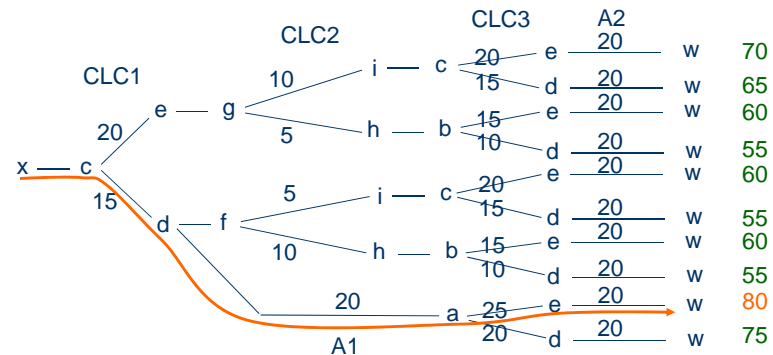 CLC3 A2
CLC2
CLC1
20 e 20 w 70
10 i c 15 d 20 w 65
20 e g 15 e 20 w 60
5 h b 10 d 20 w 55
x c 20 e 20 w 60
15 5 i c 15 d 20 w 55
d f 15 e 20 w 60
10 h b 10 d 20 w 55
20 a 25 e 20 w 80
A1 20 d 20 w 75